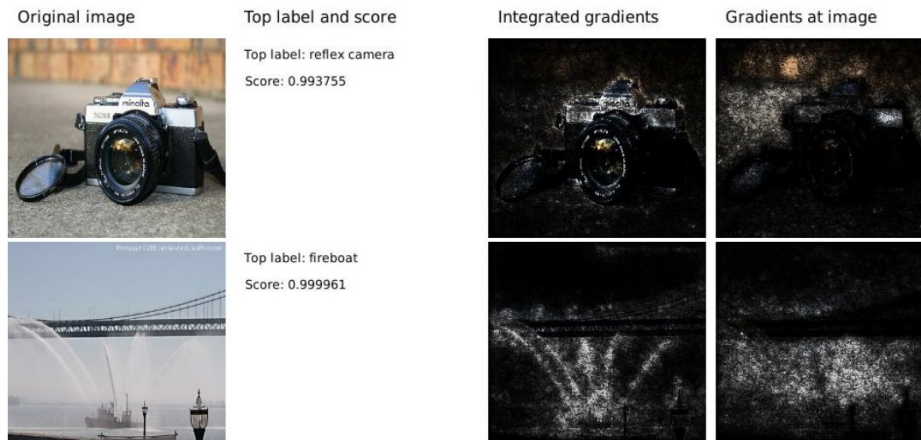 Original image
Top label and score
Integrated gradients
Gradients at image
Top label: reflex camera
Score: 0.993755
minolta
Top label: fireboat
Score: 0.999961